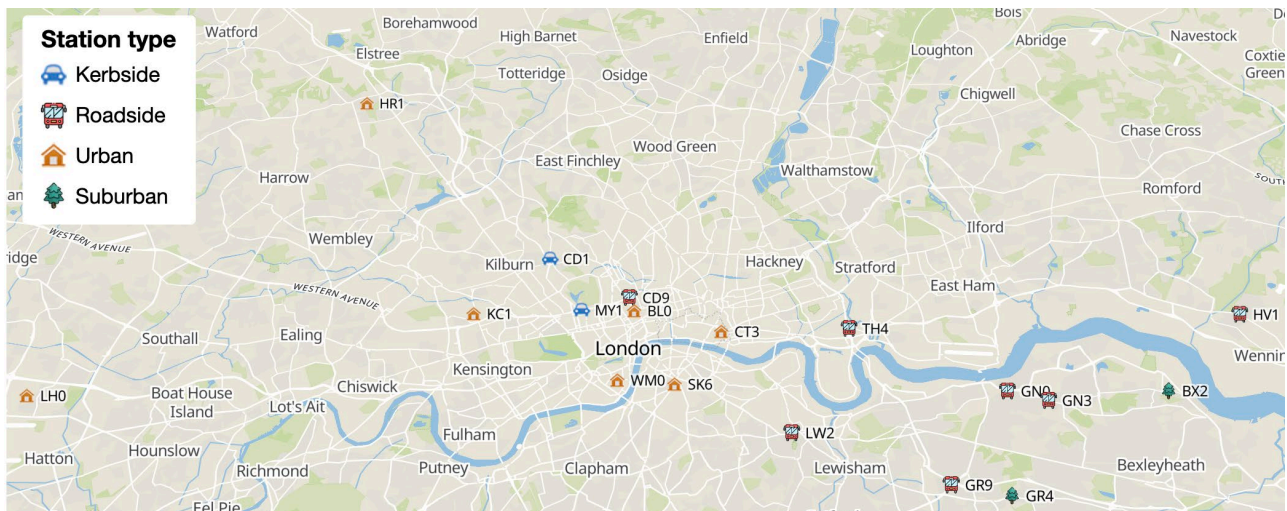 Station type
Kerbside
Roadside
Urban
Suburban
Watford
Borehamwood
Elstree
High Barnet
Enfield
Bois
Abridge
Navestock
Loughton
Totteridge
Osidge
Chigwell
HR1
Chase Cross
Wood Green
East Finchley
Walthamstow
Harrow
Romford
Wembley
Ilford
WESTERN AVENUE
Kilburn
CD1
Hackney
Stratford
East Ham
WESTERN AVENUE
CD9
MY1
BL0
KC1
CT3
TH4
HV1
Southall
Ealing
London
Kensington
WM0
SK6
Chiswick
Boat House
Island
LH0
Lot's Ait
GN0
GN3
BX2
Fulham
LW2
Hounslow
Hatton
Richmond
Putney
Clapham
Lewisham
Bexleyheath
GR9
GR4
Eel Pie